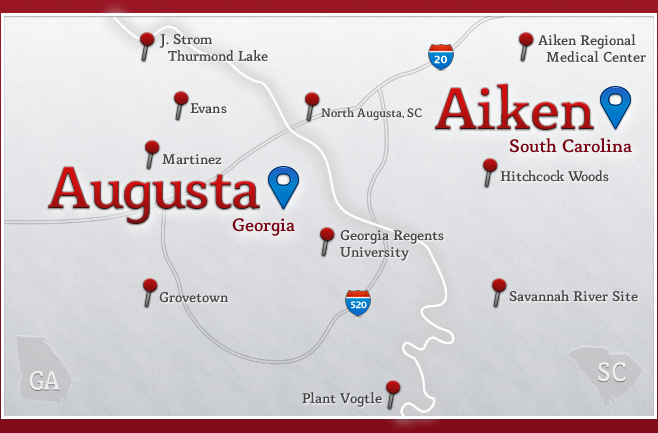 J. Strom
Thurmond Lake
Aiken Regional
Medical Center
20
Evans
North Augusta, SC
Aiken
South Carolina
Martinez
Hitchcock Woods
Augusta
Georgia
Georgia Regents
University
Grovetown
520
Savannah River Site
GA
SC
Plant Vogtle